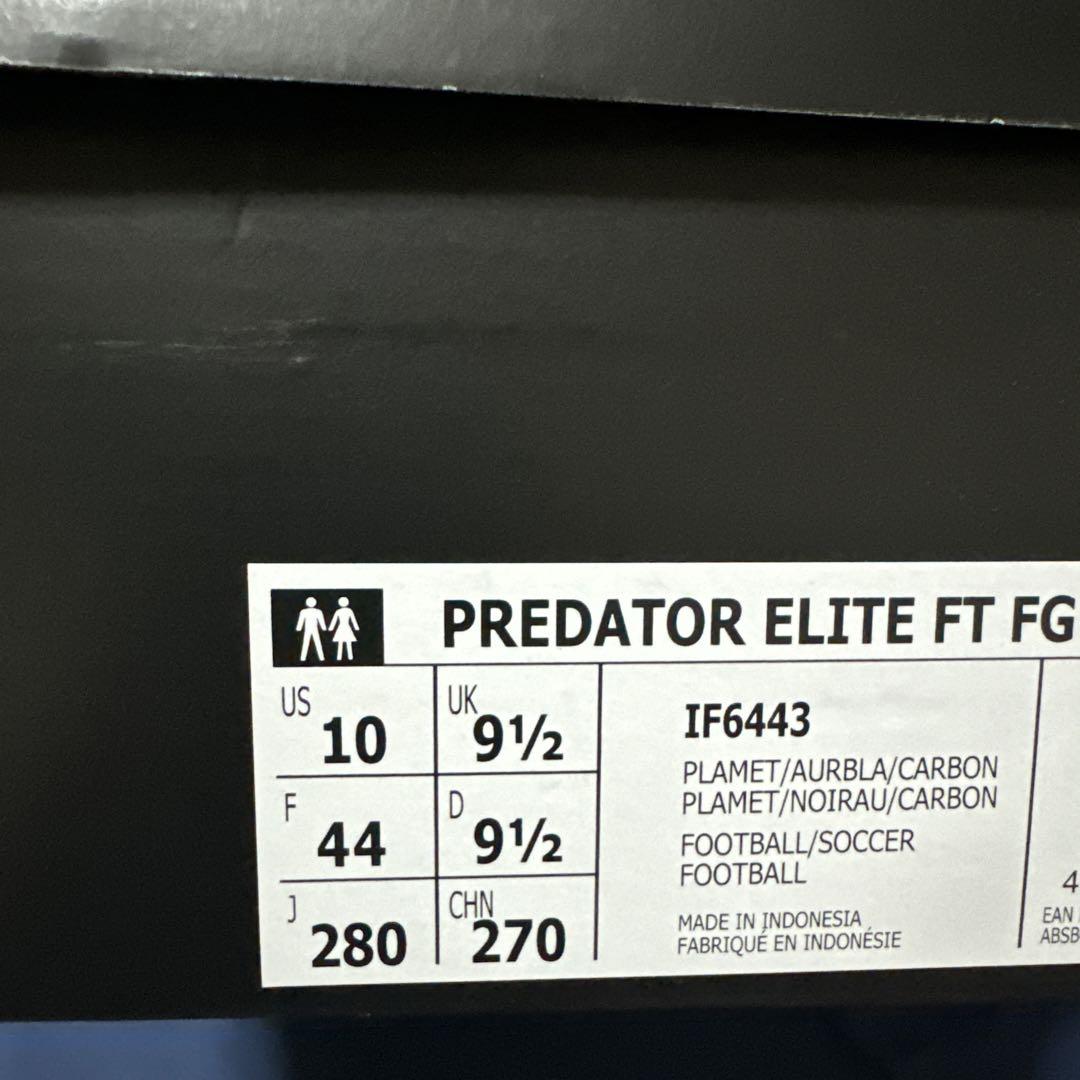 PREDATOR ELITE FT FG
US 10
UK 9½
F 44
D 9½
J 280
CHN 270
IF6443
PLAMET/AURBLA/CARBON
PLAMET/NOIRAU/CARBON
FOOTBALL/SOCCER
FOOTBALL
MADE IN INDONESIA
FABRIQUÉ EN INDONÉSIE
4
EAN
ABSB